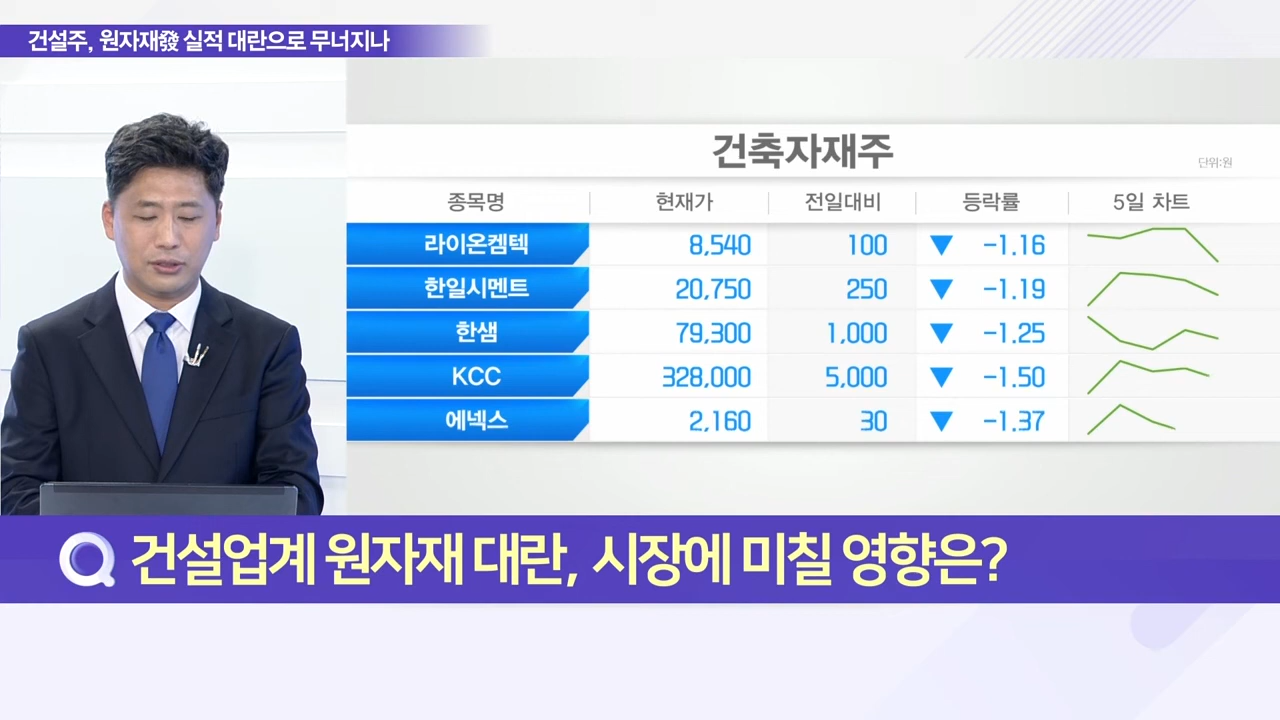 건설주, 원자재發 실적 대란으로 무너지나
건축자재주
단위:원
종목명 현재가 전일대비 등락률 5일 차트
라이온켐텍 8,540 100 ▼ -1.16
한일시멘트 20,750 250 ▼ -1.19
한샘 79,300 1,000 ▼ -1.25
KCC 328,000 5,000 ▼ -1.50
에넥스 2,160 30 ▼ -1.37
Q 건설업계 원자재 대란, 시장에 미칠 영향은?